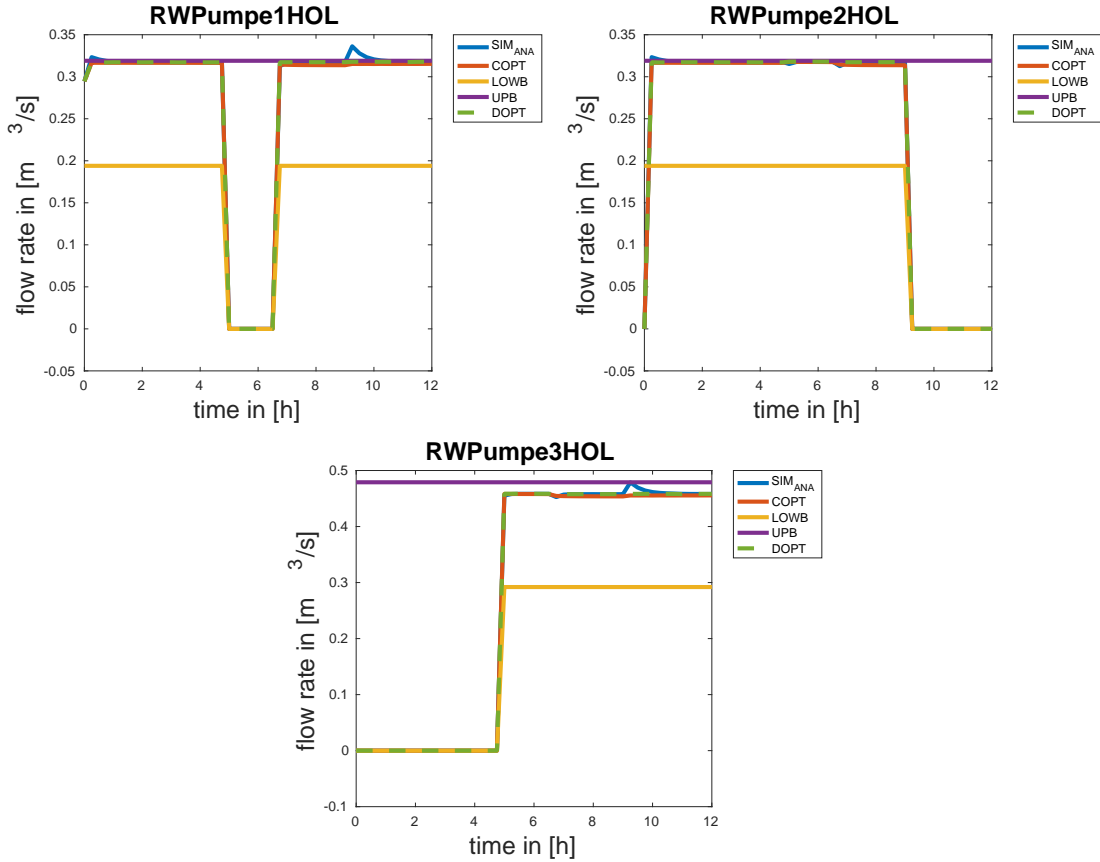 RWPumpe1HOL
flow rate in [m³/s]
0.35
0.3
0.25
0.2
0.15
0.1
0.05
0
-0.05
0 2 4 6 8 10 12
time in [h]
SIM_ANA
COPT
LOWB
UPB
DOPT
RWPumpe2HOL
flow rate in [m³/s]
0.35
0.3
0.25
0.2
0.15
0.1
0.05
0
-0.05
0 2 4 6 8 10 12
time in [h]
SIM_ANA
COPT
LOWB
UPB
DOPT
RWPumpe3HOL
flow rate in [m³/s]
0.5
0.4
0.3
0.2
0.1
0
-0.1
0 2 4 6 8 10 12
time in [h]
SIM_ANA
COPT
LOWB
UPB
DOPT